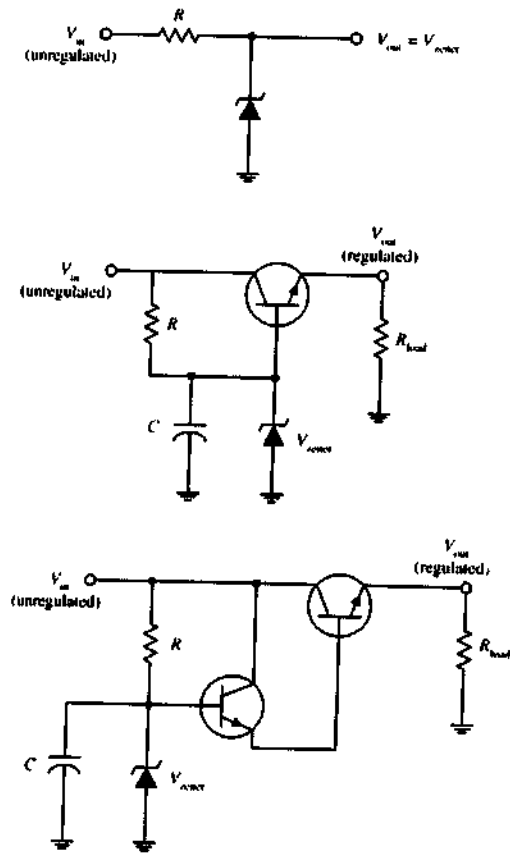 R
V_in
(unregulated)
V_out = V_zener
V_out
(regulated)
V_in
(unregulated)
R
R_load
C
V_zener
V_out
(regulated)
V_in
(unregulated)
R
R_load
C
V_zener